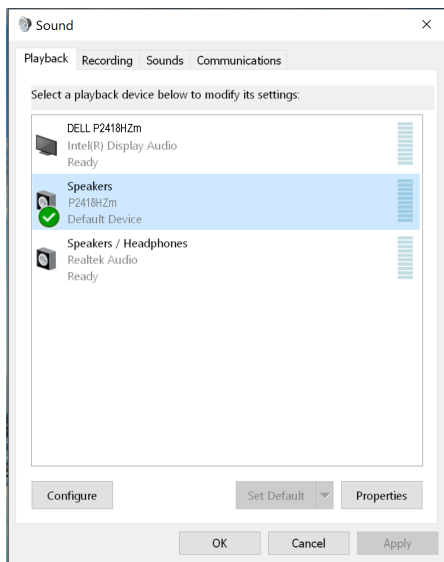 Sound
Playback Recording Sounds Communications
Select a playback device below to modify its settings:
DELL P2418HZm
Intel(R) Display Audio
Ready
Speakers
P2418HZm
Default Device
Speakers / Headphones
Realtek Audio
Ready
Configure Set Default Properties
OK Cancel Apply